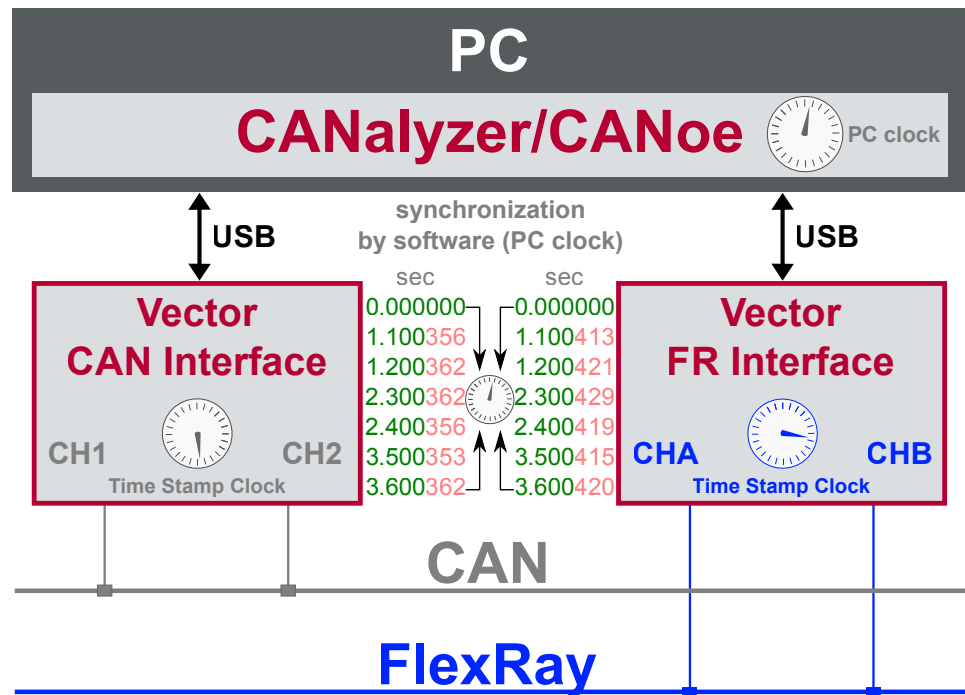 PC
CANalyzer/CANoe
PC clock
USB
synchronization
by software (PC clock)
USB
Vector
CAN Interface
CH1
CH2
Time Stamp Clock
sec
0.000000
1.100356
1.200362
2.300362
2.400356
3.500353
3.600362
sec
0.000000
1.100413
1.200421
2.300429
2.400419
3.500415
3.600420
Vector
FR Interface
CHA
CHB
Time Stamp Clock
CAN
FlexRay